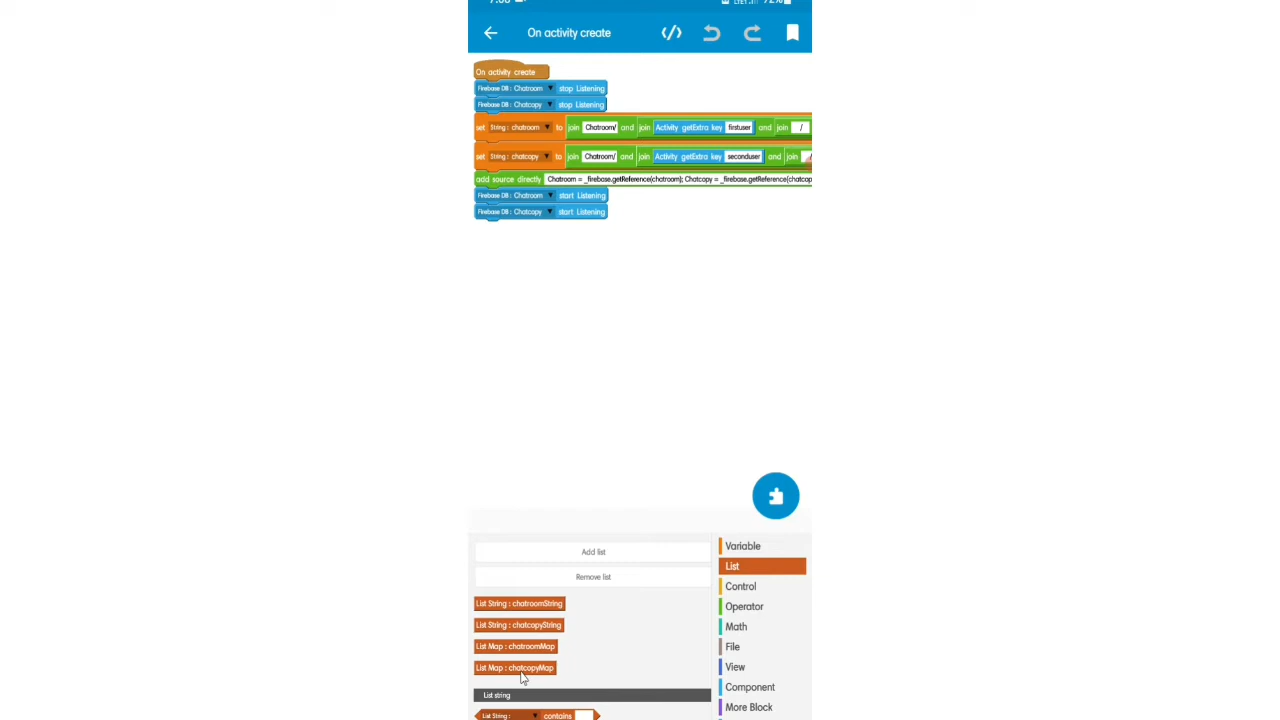 On activity create
On activity create
Firebase DB : Chatroom stop Listening
Firebase DB : Chatcopy stop Listening
set String : chatroom to join Chatroom/ and join Activity getExtra key firstuser and join /
set String : chatcopy to join Chatroom/ and join Activity getExtra key seconduser and join /
add source directly Chatroom = _firebase.getReference(chatroom); Chatcopy = _firebase.getReference(chatcop
Firebase DB : Chatroom start Listening
Firebase DB : Chatcopy start Listening
Add list
Remove list
List String : chatroomString
List String : chatcopyString
List Map : chatroomMap
List Map : chatcopyMap
List string
List String : contains
Variable
List
Control
Operator
Math
File
View
Component
More Block